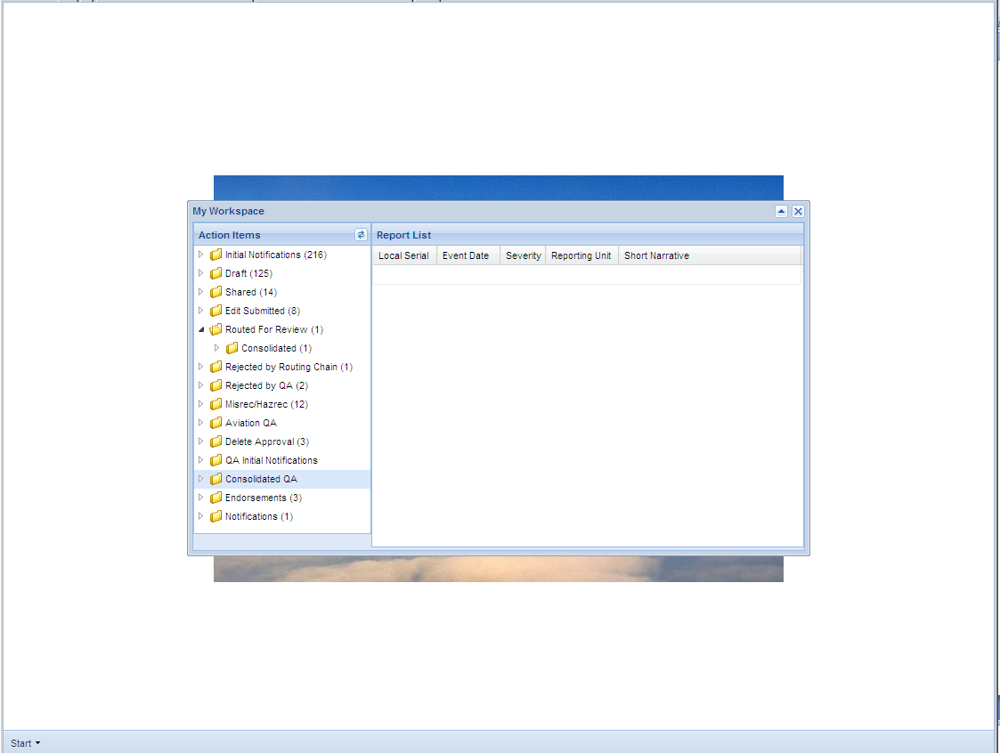 My Workspace
Action Items
Report List
Local Serial Event Date Severity Reporting Unit Short Narrative
Initial Notifications (216)
Draft (125)
Shared (14)
Edit Submitted (8)
Routed For Review (1)
Consolidated (1)
Rejected by Routing Chain (1)
Rejected by QA (2)
Misrec/Hazrec (12)
Aviation QA
Delete Approval (3)
QA Initial Notifications
Consolidated QA
Endorsements (3)
Notifications (1)
Start